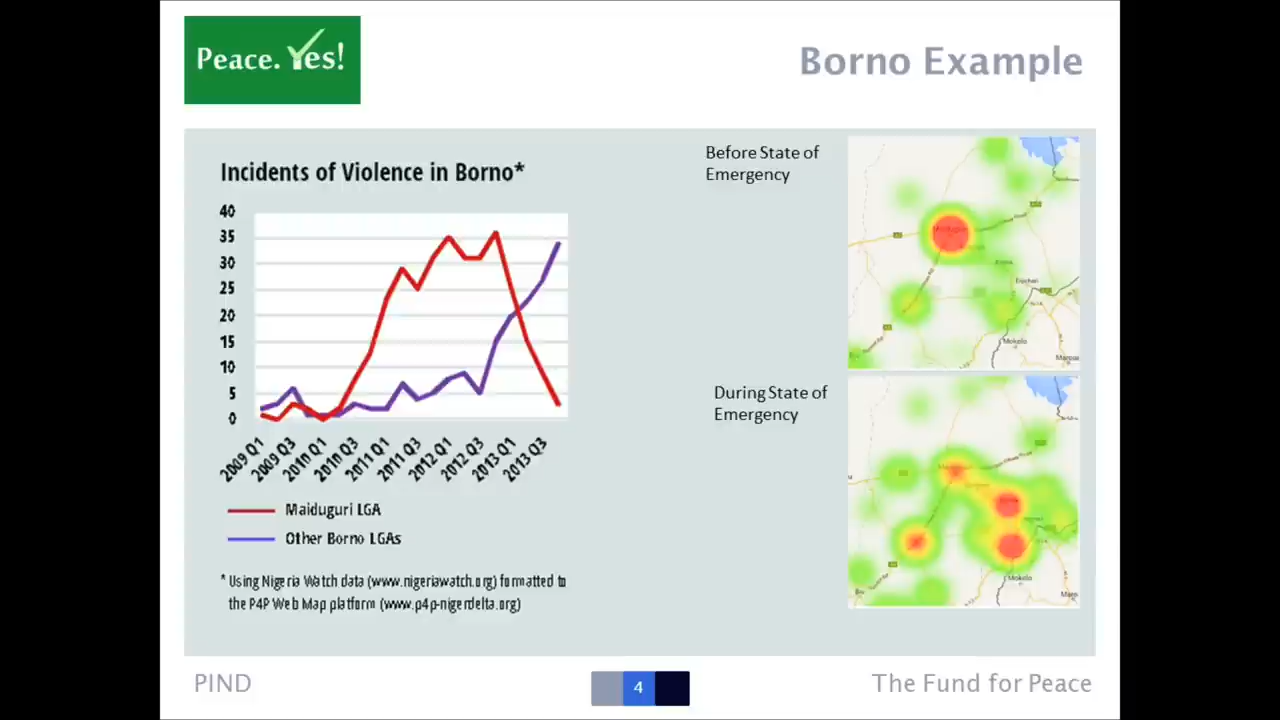 Peace. Yes!
Borno Example
Incidents of Violence in Borno*
40
35
30
25
20
15
10
5
0
2009 Q1
2009 Q3
2010 Q1
2010 Q3
2011 Q1
2011 Q3
2012 Q1
2012 Q3
2013 Q1
2013 Q3
Maiduguri LGA
Other Borno LGAs
* Using Nigeria Watch data (www.nigeriawatch.org) formatted to
the P4P Web Map platform (www.p4p-nigerdelta.org)
Before State of
Emergency
Mokolo
During State of
Emergency
Mokolo
PIND
4
The Fund for Peace